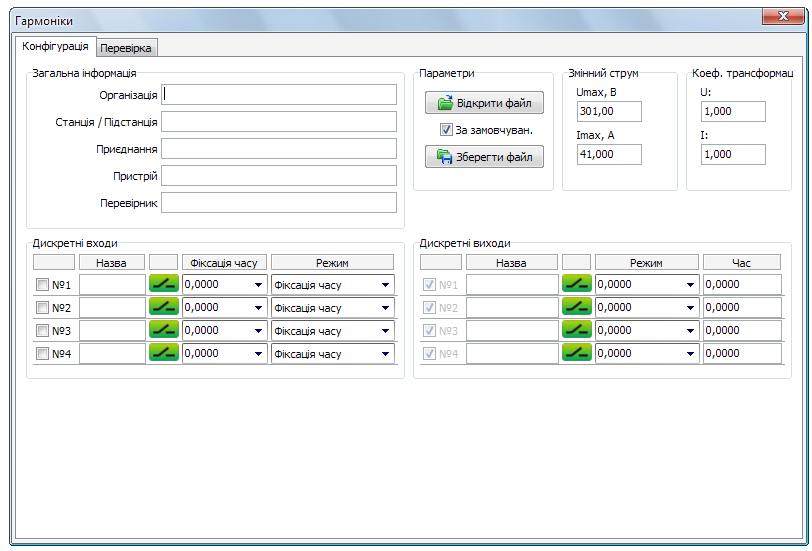 Гармоніки
Конфігурація Перевірка
Загальна інформація
Організація
Станція / Підстанція
Приєднання
Пристрій
Перевірник
Параметри
Відкрити файл
За замовчуван.
Зберегти файл
Змінний струм
Umax, В
301,00
Imax, А
41,000
Коеф. трансформац
U:
1,000
I:
1,000
Дискретні входи
Назва Фіксація часу Режим
№1 0,0000 Фіксація часу
№2 0,0000 Фіксація часу
№3 0,0000 Фіксація часу
№4 0,0000 Фіксація часу
Дискретні виходи
Назва Режим Час
№1 0,0000 0,0000
№2 0,0000 0,0000
№3 0,0000 0,0000
№4 0,0000 0,0000